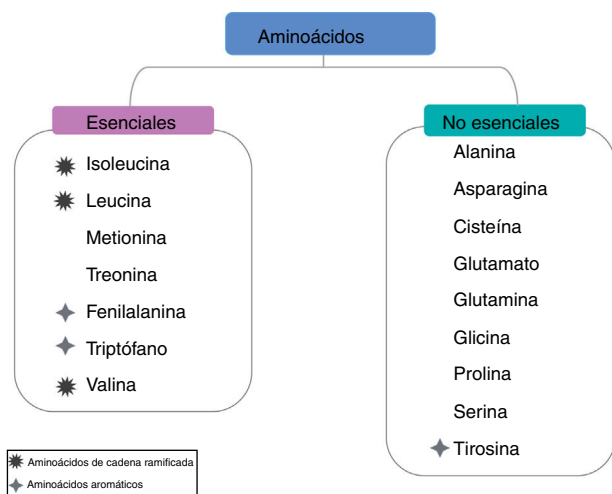 Aminoácidos
Esenciales
Isoleucina
Leucina
Metionina
Treonina
Fenilalanina
Triptófano
Valina
No esenciales
Alanina
Asparagina
Cisteína
Glutamato
Glutamina
Glicina
Prolina
Serina
Tirosina
Aminoácidos de cadena ramificada
Aminoácidos aromáticos